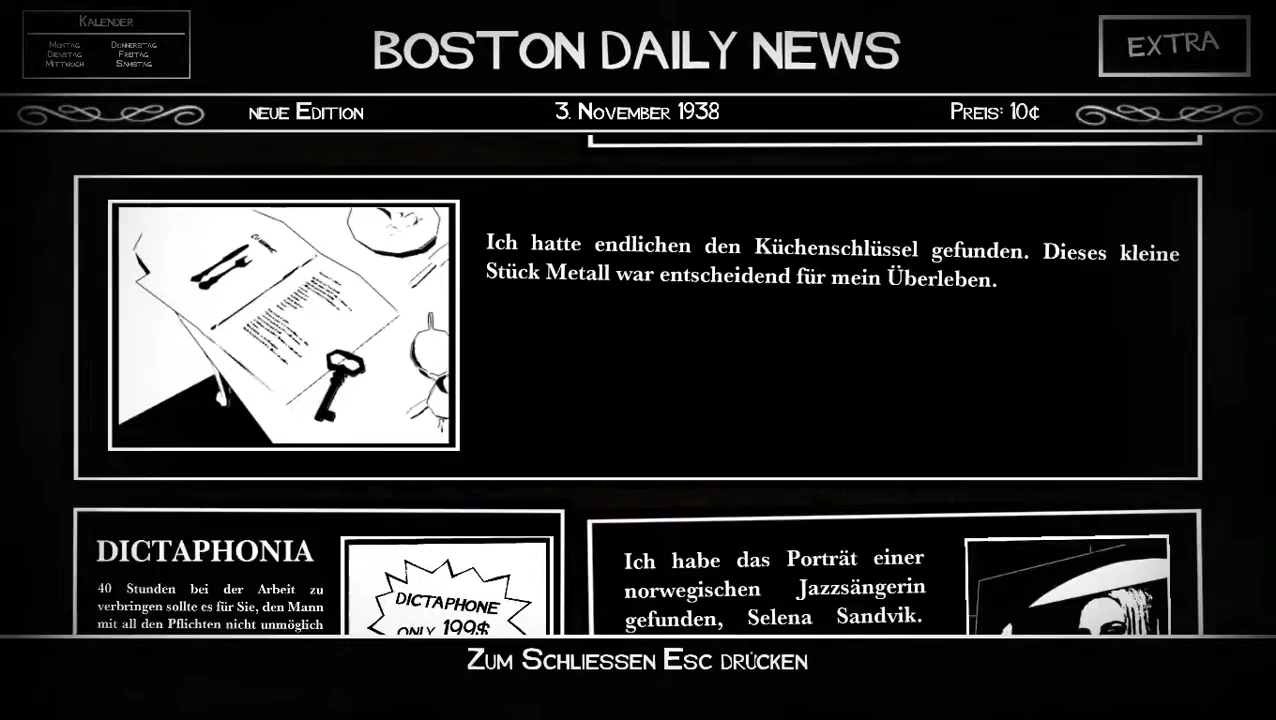 KALENDER
MONTAG DONNERSTAG
DIENSTAG FREITAG
MITTWOCH SAMSTAG
BOSTON DAILY NEWS
EXTRA
NEUE EDITION 3. NOVEMBER 1938 PREIS: 10¢
Ich hatte endlichen den Küchenschlüssel gefunden. Dieses kleine
Stück Metall war entscheidend für mein Überleben.
DICTAPHONIA
40 Stunden bei der Arbeit zu
verbringen sollte es für Sie, den Mann
mit all den Pflichten nicht unmöglich
DICTAPHONE
ONLY 199$
Ich habe das Porträt einer
norwegischen Jazzsängerin
gefunden, Selena Sandvik.
ZUM SCHLIESSEN ESC DRÜCKEN